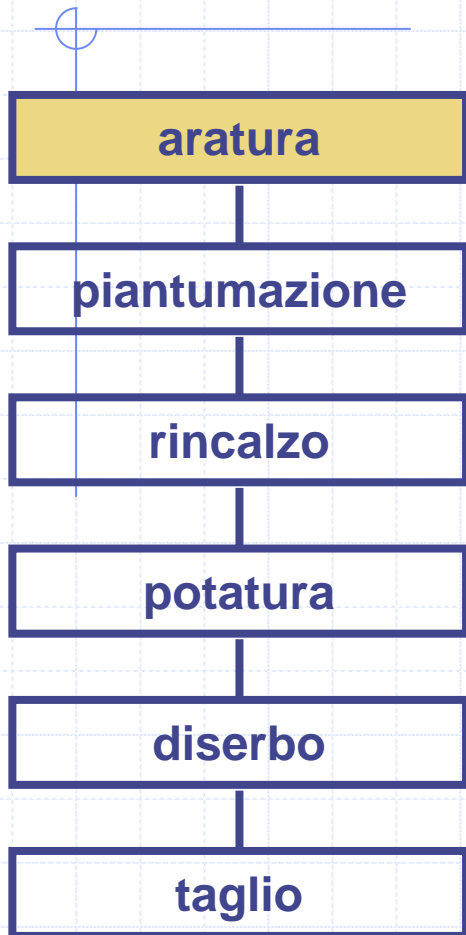 aratura
piantumazione
rincalzo
potatura
diserbo
taglio